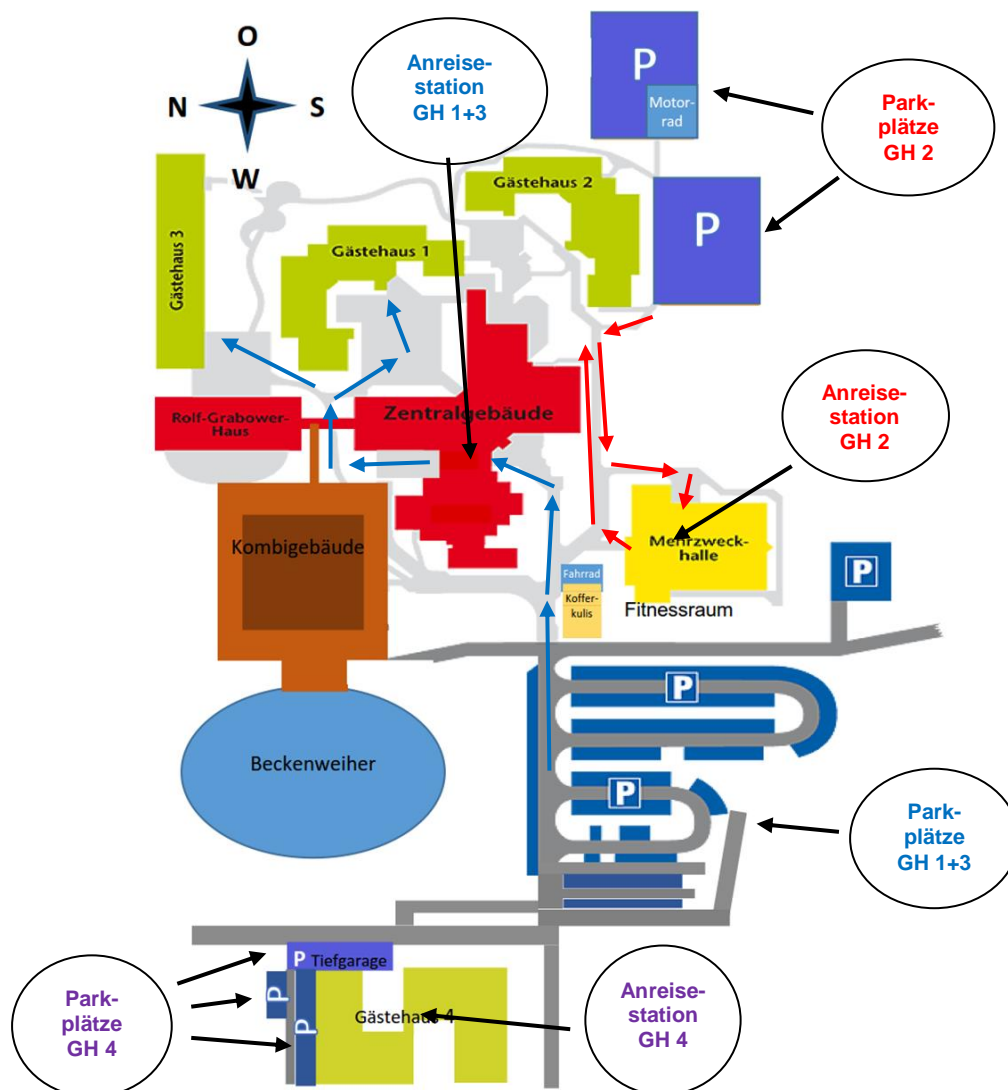 O
N
S
W
Anreise-
station
GH 1+3
P
Motor-
rad
Park-
plätze
GH 2
P
Gästehaus 2
Gästehaus 1
Gästehaus 3
Zentralgebäude
Rolf-Grabower-
Haus
Anreise-
station
GH 2
Kombigebäude
Mehrzweck-
halle
Fahrrad
Koffer-
kulis
Fitnessraum
P
P
Beckenweiher
P
Park-
plätze
GH 1+3
P Tiefgarage
P
P
Gästehaus 4
Park-
plätze
GH 4
Anreise-
station
GH 4